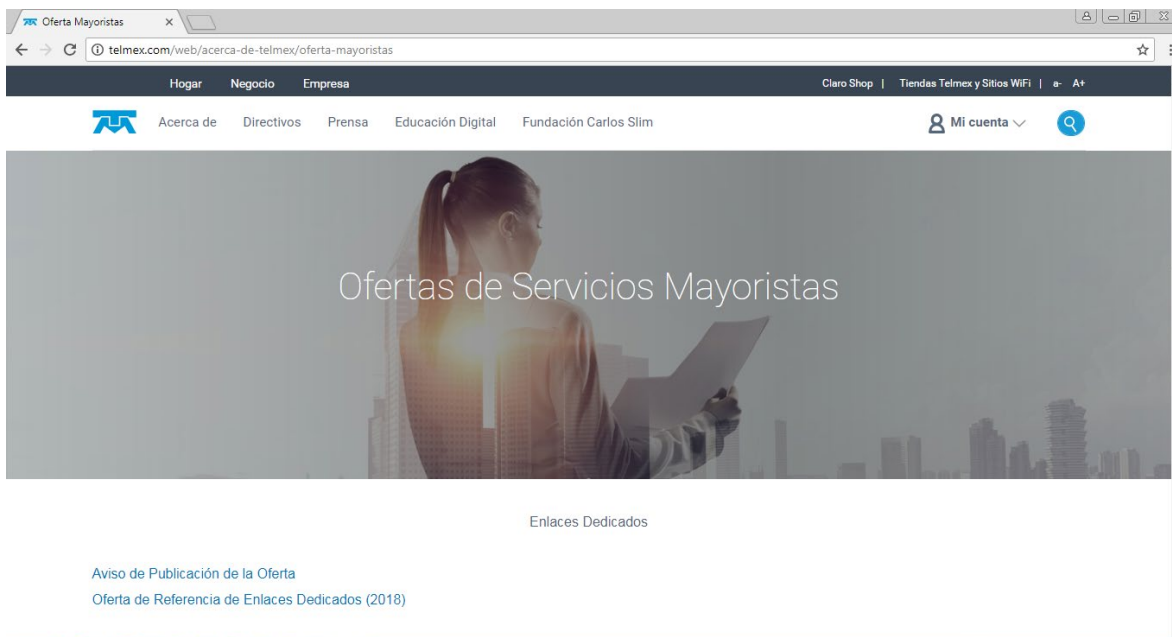 Oferta Mayoristas
telmex.com/web/acerca-de-telmex/oferta-mayoristas
Hogar Negocio Empresa Claro Shop | Tiendas Telmex y Sitios WiFi | a- A+
Acerca de Directivos Prensa Educación Digital Fundación Carlos Slim Mi cuenta
Ofertas de Servicios Mayoristas
Enlaces Dedicados
Aviso de Publicación de la Oferta
Oferta de Referencia de Enlaces Dedicados (2018)